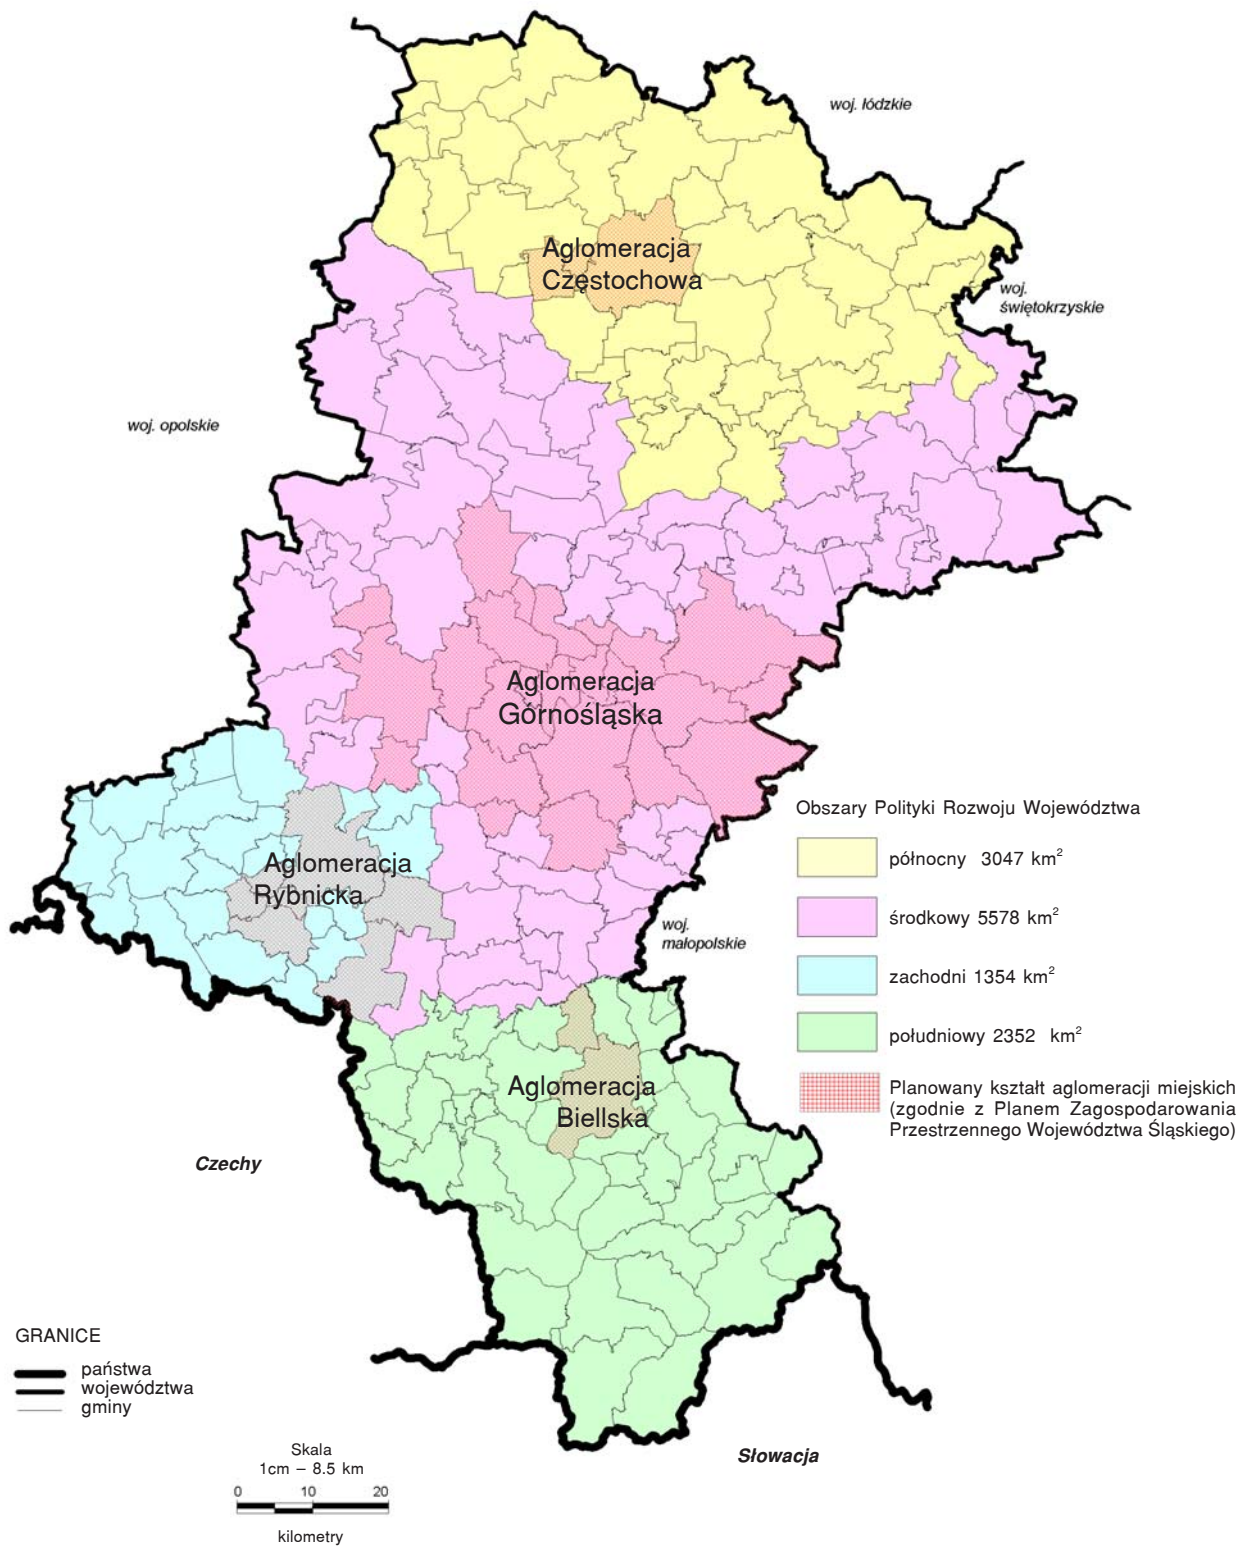 woj. łódzkie
Aglomeracja
Częstochowa
woj.
świętokrzyskie
woj. opolskie
Aglomeracja
Górnośląska
Obszary Polityki Rozwoju Województwa
północny 3047 km²
środkowy 5578 km²
zachodni 1354 km²
południowy 2352 km²
Planowany kształt aglomeracji miejskich
(zgodnie z Planem Zagospodarowania
Przestrzennego Województwa Śląskiego)
Aglomeracja
Rybnicka
woj.
małopolskie
Aglomeracja
Biellska
Czechy
Słowacja
GRANICE
państwa
województwa
gminy
Skala
1cm – 8.5 km
0 10 20
kilometry